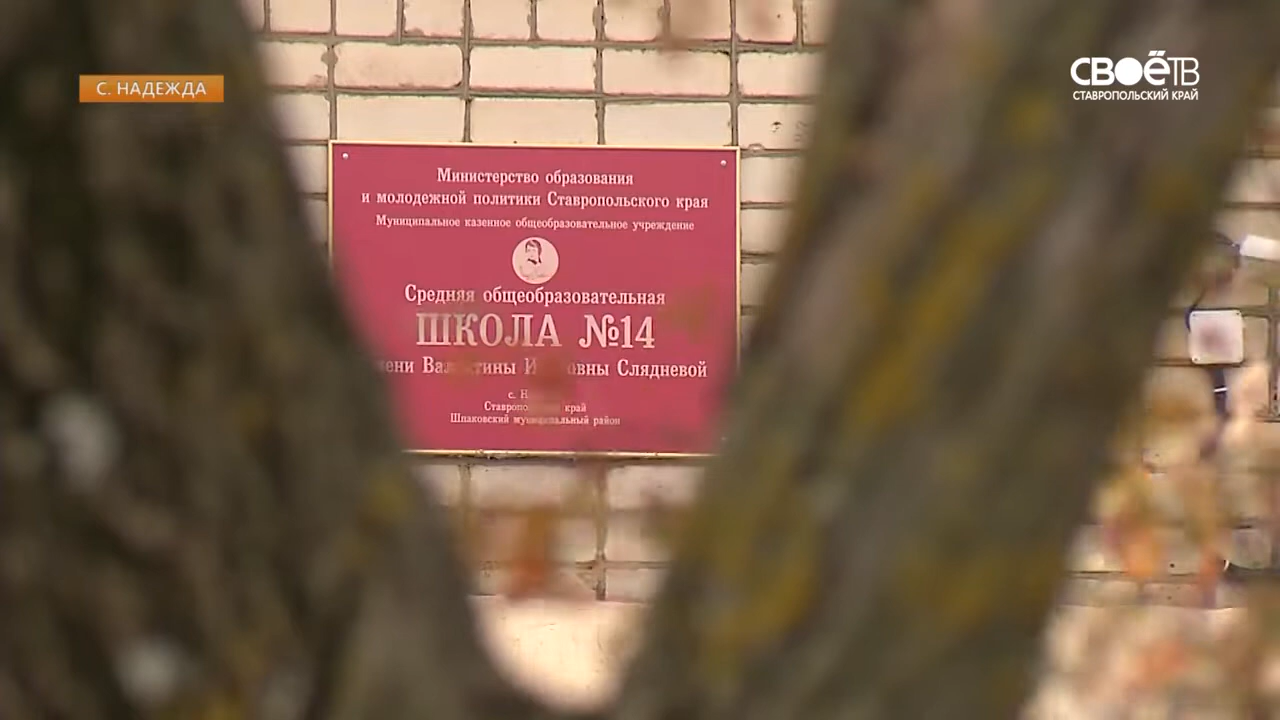 С. НАДЕЖДА
СВОЁТВ
СТАВРОПОЛЬСКИЙ КРАЙ
Министерство образования
и молодежной политики Ставропольского края
Муниципальное казенное общеобразовательное учреждение
Средняя общеобразовательная
ШКОЛА №14
Слядневой
с.
край
Шпаковский муниципальный район